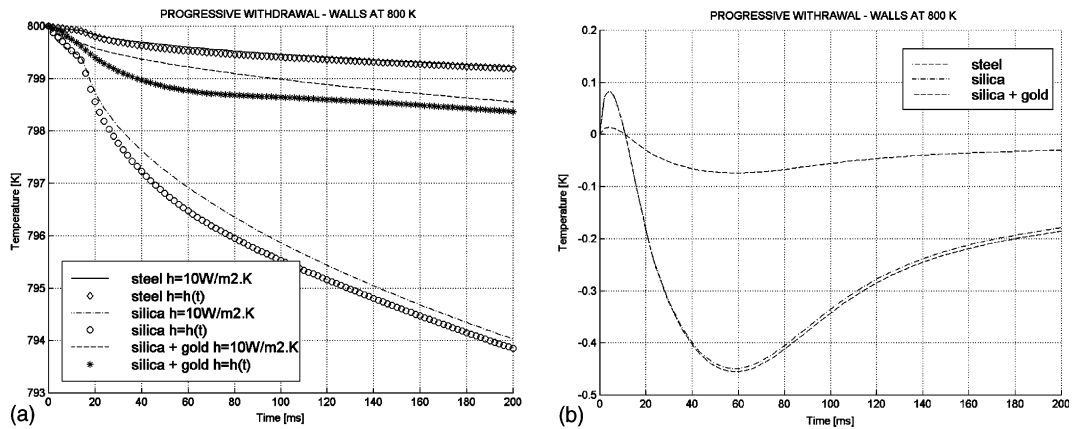 PROGRESSIVE WITHDRAWAL - WALLS AT 800 K
800
799
798
797
796
795
794
793
Temperature [K]
steel h=10W/m2.K
steel h=h(t)
silica h=10W/m2.K
silica h=h(t)
silica + gold h=10W/m2.K
silica + gold h=h(t)
0 20 40 60 80 100 120 140 160 180 200
Time [ms]
(a)
PROGRESSIVE WITHRAWAL - WALLS AT 800 K
0.2
0.1
0
-0.1
-0.2
-0.3
-0.4
-0.5
Temperature [K]
steel
silica
silica + gold
0 20 40 60 80 100 120 140 160 180 200
Time [ms]
(b)